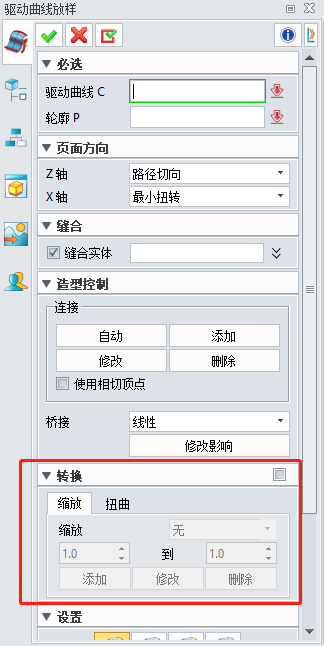 驱动曲线放样
必选
驱动曲线 C
轮廓 P
页面方向
Z 轴 路径切向
X 轴 最小扭转
缝合
缝合实体
造型控制
连接
自动 添加
修改 删除
使用相切顶点
桥接 线性
修改影响
转换
缩放 扭曲
缩放 无
1.0 到 1.0
添加 修改 删除
设置